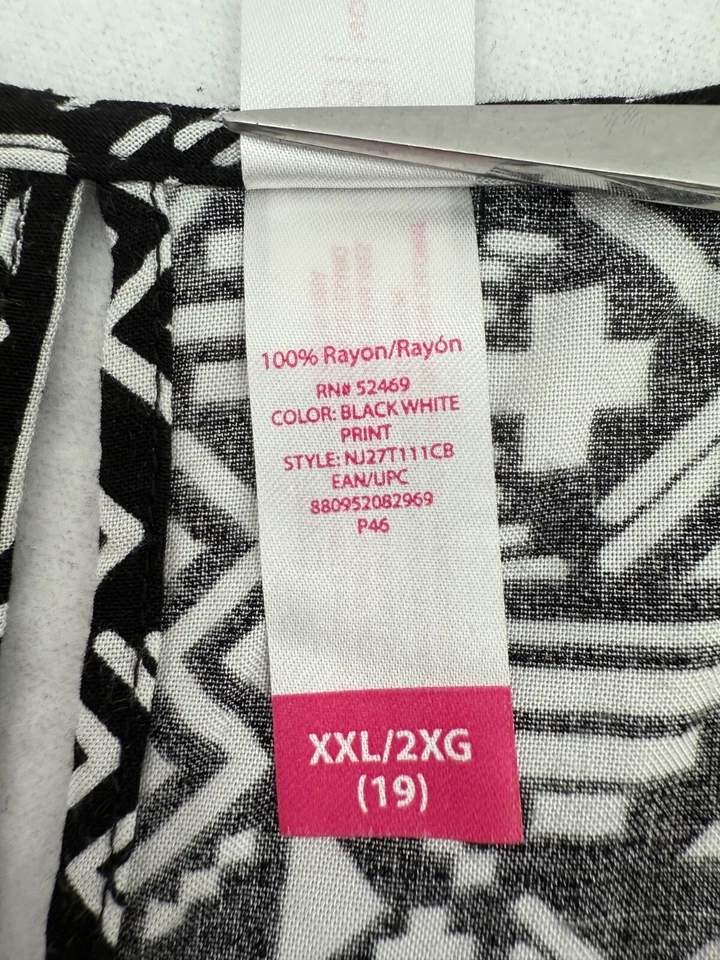 100% Rayon/Rayón
RN# 52469
COLOR: BLACK WHITE
PRINT
STYLE: NJ27T111CB
EAN/UPC
880952082969
P46
XXL/2XG
(19)